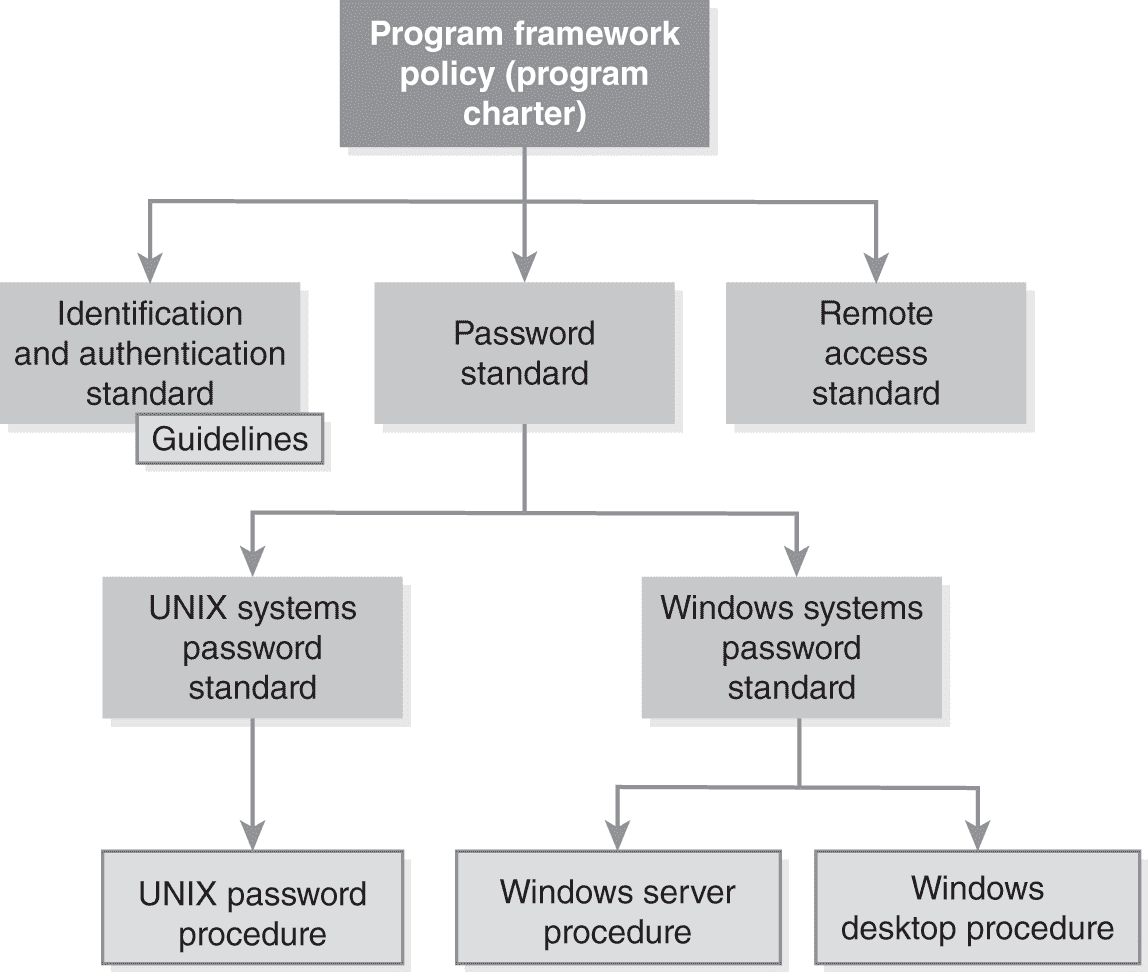 Program framework
policy (program
charter)
Identification
and authentication
standard
Guidelines
Password
standard
Remote
access
standard
UNIX systems
password
standard
Windows systems
password
standard
UNIX password
procedure
Windows server
procedure
Windows
desktop procedure